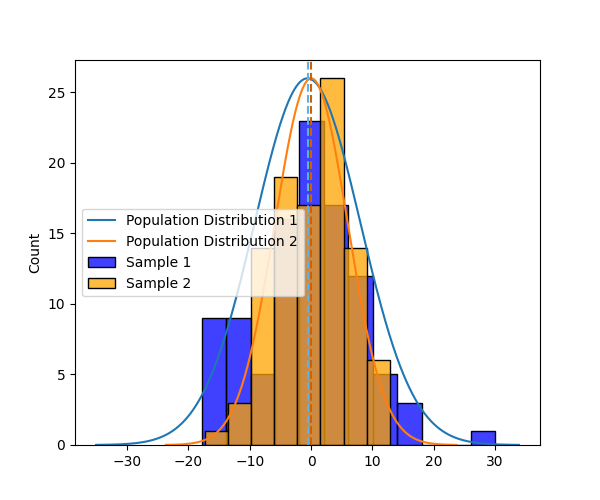 25
20
15
10
5
0
Count
Population Distribution 1
Population Distribution 2
Sample 1
Sample 2
−30 −20 −10 0 10 20 30